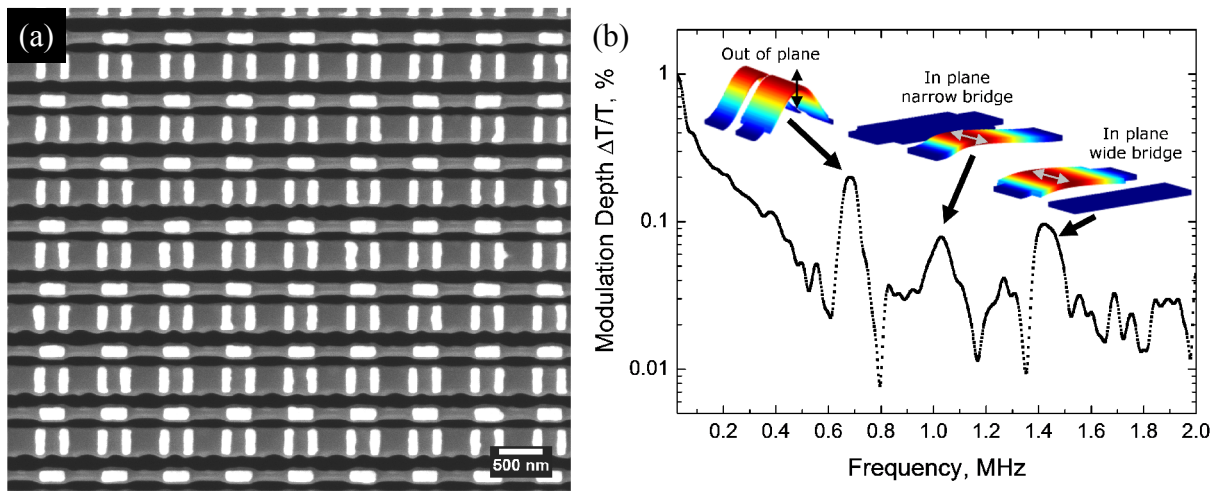 (a)
500 nm
(b)
Modulation Depth ΔT/T, %
1
0.1
0.01
Out of plane
In plane
narrow bridge
In plane
wide bridge
0.2 0.4 0.6 0.8 1.0 1.2 1.4 1.6 1.8 2.0
Frequency, MHz